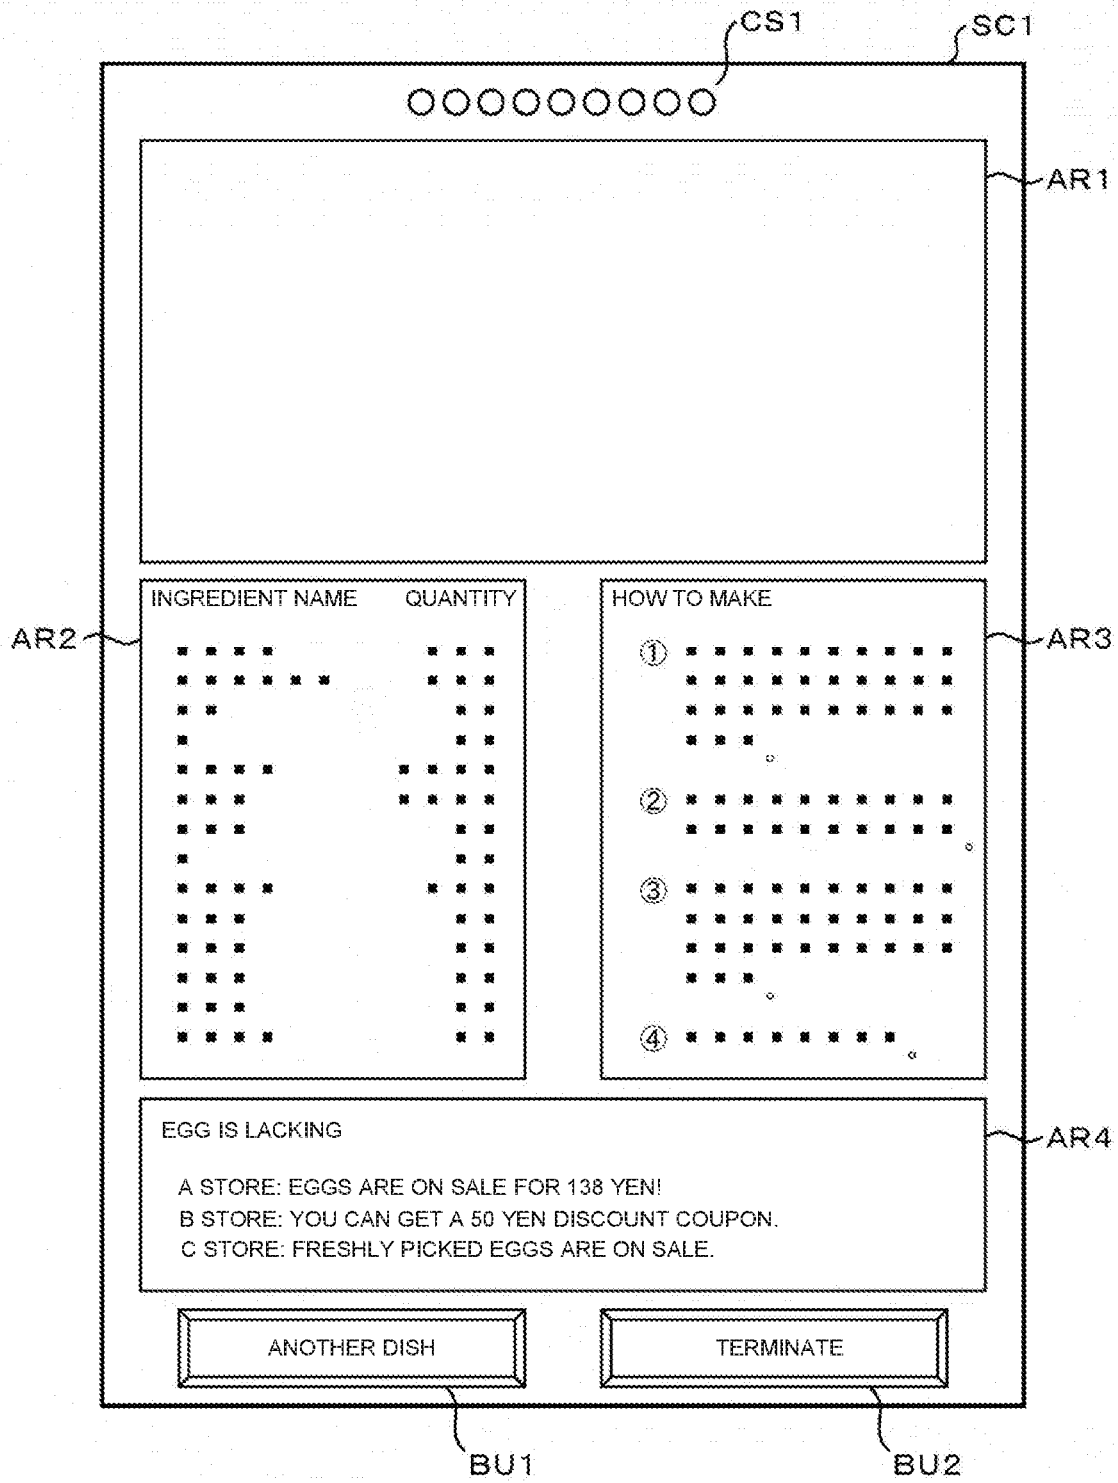 CS1
SC1
○○○○○○○○○
AR1
INGREDIENT NAME QUANTITY
HOW TO MAKE
AR2
AR3
①
②
③
④
EGG IS LACKING
AR4
A STORE: EGGS ARE ON SALE FOR 138 YEN!
B STORE: YOU CAN GET A 50 YEN DISCOUNT COUPON.
C STORE: FRESHLY PICKED EGGS ARE ON SALE.
ANOTHER DISH
TERMINATE
BU1
BU2